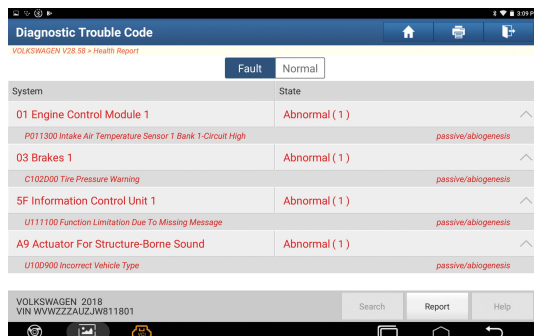 3:09 P
Diagnostic Trouble Code
VOLKSWAGEN V28.58 > Health Report
Fault Normal
System State
01 Engine Control Module 1 Abnormal ( 1 )
P011300 Intake Air Temperature Sensor 1 Bank 1-Circuit High passive/abiogenesis
03 Brakes 1 Abnormal ( 1 )
C102D00 Tire Pressure Warning passive/abiogenesis
5F Information Control Unit 1 Abnormal ( 1 )
U111100 Function Limitation Due To Missing Message passive/abiogenesis
A9 Actuator For Structure-Borne Sound Abnormal ( 1 )
U10D900 Incorrect Vehicle Type passive/abiogenesis
VOLKSWAGEN 2018
VIN WVWZZZAUZJW811801
Search Report Help